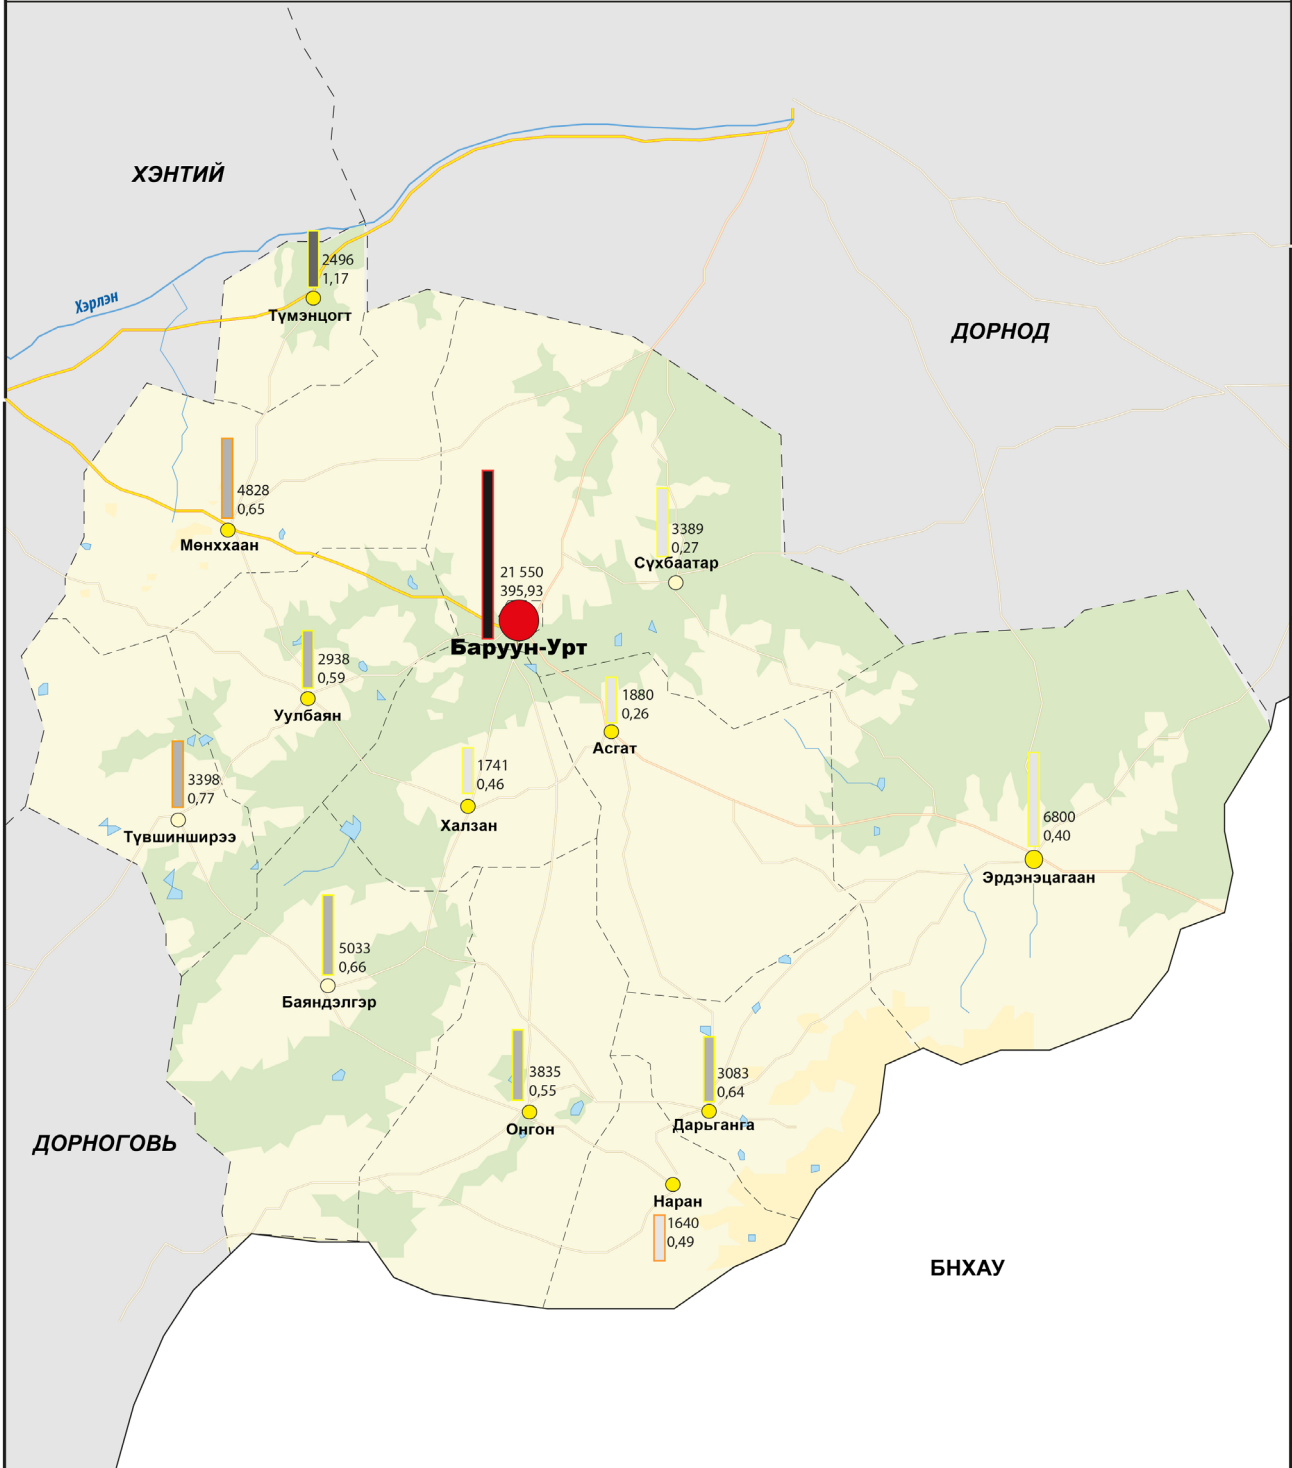 ХЭНТИЙ
2496
1,17
Хэрлэн
Түмэнцогт
ДОРНОД
4828
0,65
Мөнххаан
3389
0,27
Сүхбаатар
21 550
395,93
Баруун-Урт
2938
0,59
Уулбаян
1880
0,26
Асгат
1741
0,46
Халзан
3398
0,77
Түвшинширээ
6800
0,40
Эрдэнэцагаан
5033
0,66
Баяндэлгэр
3835
0,55
Онгон
3083
0,64
Дарьганга
ДОРНОГОВЬ
Наран
1640
0,49
БНХАУ